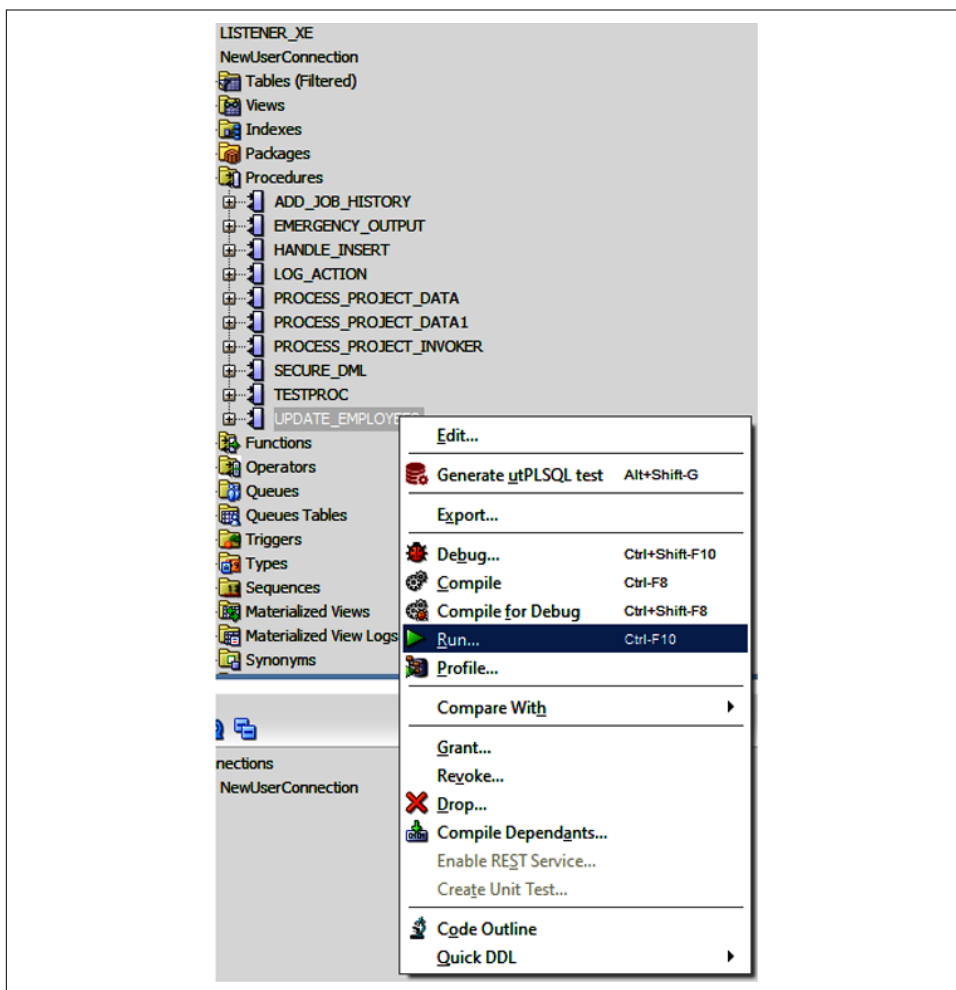 LISTENER_XE
NewUserConnection
Tables (Filtered)
Views
Indexes
Packages
Procedures
ADD_JOB_HISTORY
EMERGENCY_OUTPUT
HANDLE_INSERT
LOG_ACTION
PROCESS_PROJECT_DATA
PROCESS_PROJECT_DATA1
PROCESS_PROJECT_INVOKER
SECURE_DML
TESTPROC
UPDATE_EMPLOYEES
Functions
Operators
Queues
Queues Tables
Triggers
Types
Sequences
Materialized Views
Materialized View Logs
Synonyms
nections
NewUserConnection
Edit...
Generate utPLSQL test Alt+Shift-G
Export...
Debug... Ctrl+Shift-F10
Compile Ctrl-F8
Compile for Debug Ctrl+Shift-F8
Run... Ctrl-F10
Profile...
Compare With
Grant...
Revoke...
Drop...
Compile Dependants...
Enable REST Service...
Create Unit Test...
Code Outline
Quick DDL